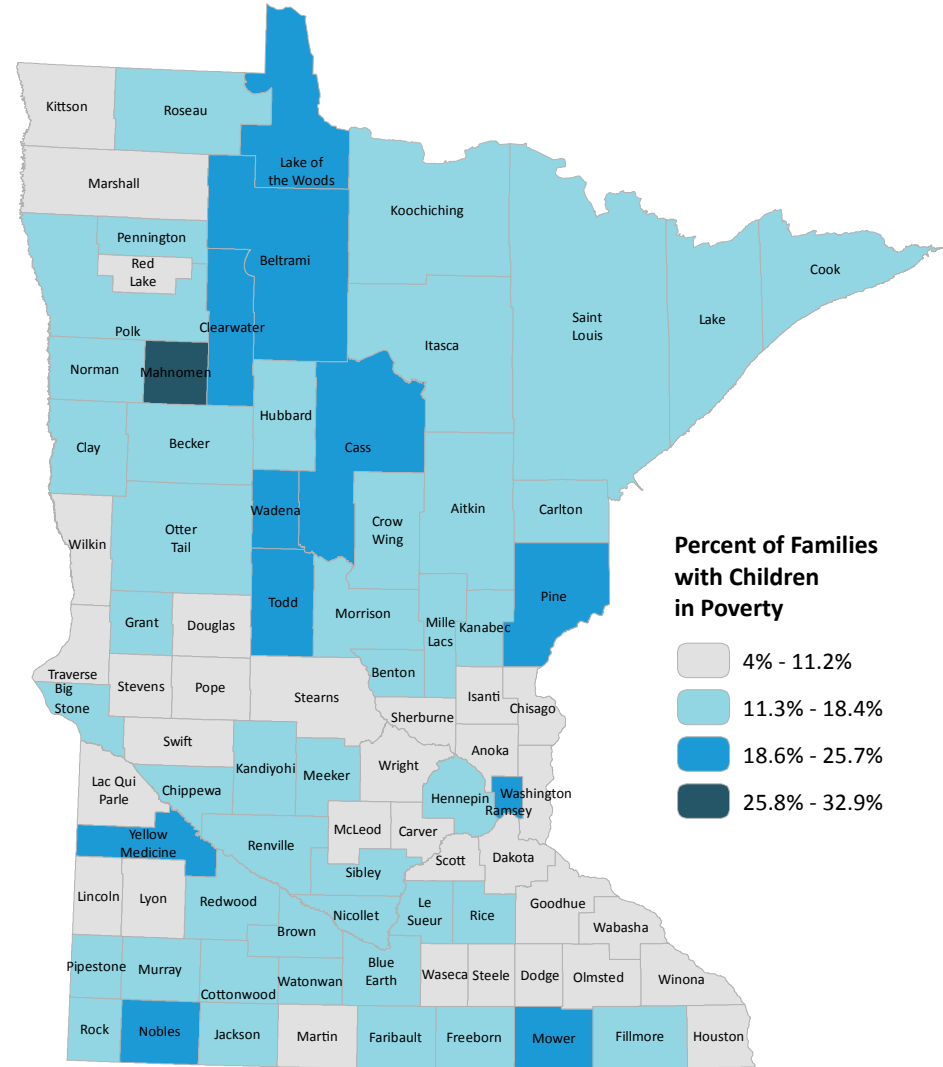 Kittson
Roseau
Lake of
the Woods
Marshall
Koochiching
Pennington
Beltrami
Red
Lake
Cook
Polk
Clearwater
Saint
Louis
Lake
Itasca
Norman
Mahnomen
Hubbard
Clay
Becker
Cass
Wadena
Aitkin
Carlton
Crow
Wing
Otter
Tail
Wilkin
Percent of Families
with Children
in Poverty
4% - 11.2%
11.3% - 18.4%
18.6% - 25.7%
25.8% - 32.9%
Todd
Pine
Morrison
Grant
Douglas
Mille
Lacs
Kanabec
Traverse
Benton
Big
Stone
Stevens
Pope
Stearns
Isanti
Chisago
Sherburne
Swift
Anoka
Kandiyohi
Meeker
Wright
Lac Qui
Parle
Chippewa
Hennepin
Washington
Ramsey
McLeod
Carver
Yellow
Medicine
Renville
Scott
Dakota
Sibley
Lincoln
Lyon
Redwood
Nicollet
Le
Sueur
Rice
Goodhue
Wabasha
Brown
Pipestone
Murray
Cottonwood
Watonwan
Blue
Earth
Waseca
Steele
Dodge
Olmsted
Winona
Rock
Nobles
Jackson
Martin
Faribault
Freeborn
Mower
Fillmore
Houston